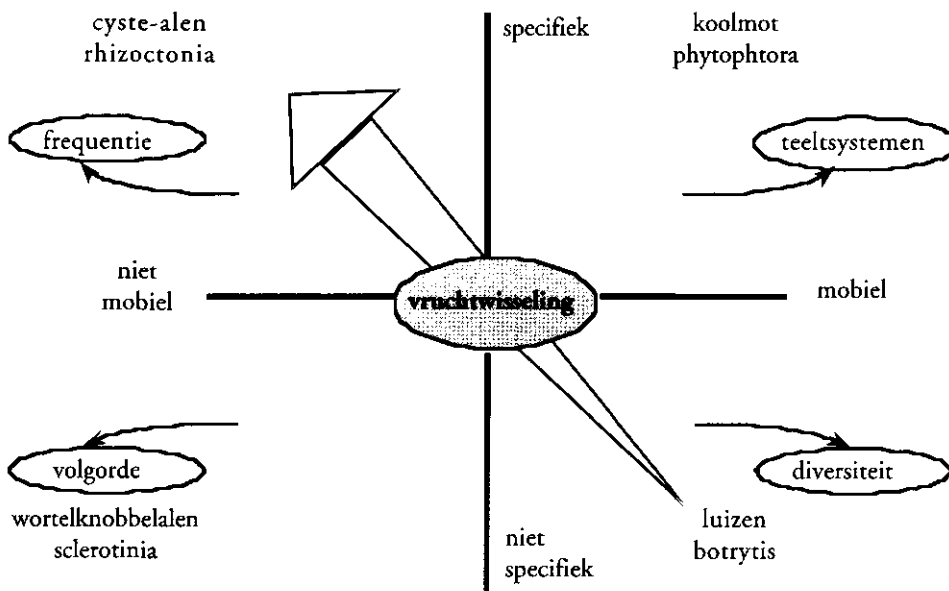 cyste-alen
rhizoctonia
specifiek
koolmot
phytophtora
frequentie
teeltsystemen
niet
mobiel
vruchtwisseling
mobiel
volgorde
diversiteit
wortelknobbelalen
sclerotinia
niet
specifiek
luizen
botrytis